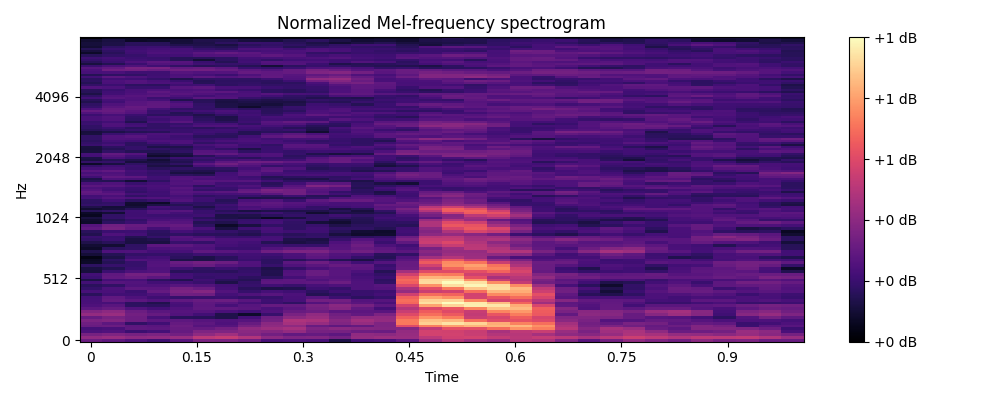 Normalized Mel-frequency spectrogram
Hz
4096
2048
1024
512
0
0 0.15 0.3 0.45 0.6 0.75 0.9
Time
+1 dB
+1 dB
+1 dB
+0 dB
+0 dB
+0 dB